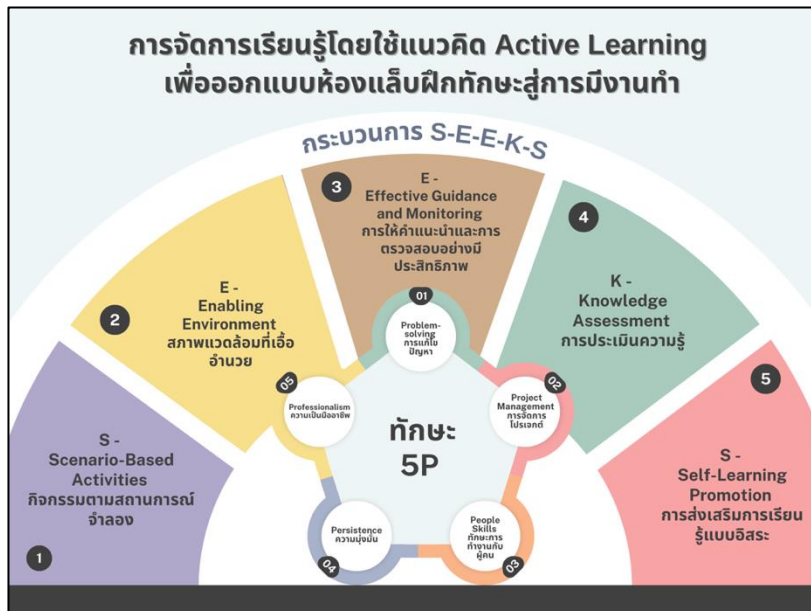 การจัดการเรียนรู้โดยใช้แนวคิด Active Learning
เพื่อออกแบบห้องแล็บฝึกทักษะสู่การมีงานทำ
กระบวนการ S-E-E-K-S
1
S -
Scenario-Based
Activities
กิจกรรมตามสถานการณ์
จำลอง
2
E -
Enabling
Environment
สภาพแวดล้อมที่เอื้อ
อำนวย
3
E -
Effective Guidance
and Monitoring
การให้คำแนะนำและการ
ตรวจสอบอย่างมี
ประสิทธิภาพ
4
K -
Knowledge
Assessment
การประเมินความรู้
5
S -
Self-Learning
Promotion
การส่งเสริมการเรียน
รู้แบบอิสระ
ทักษะ
5P
01
Problem-
solving
การแก้ไข
ปัญหา
02
Project
Management
การจัดการ
โปรเจกต์
03
People
Skills
ทักษะการ
ทำงานกับ
ผู้คน
04
Persistence
ความมุ่งมั่น
05
Professionalism
ความเป็นมืออาชีพ